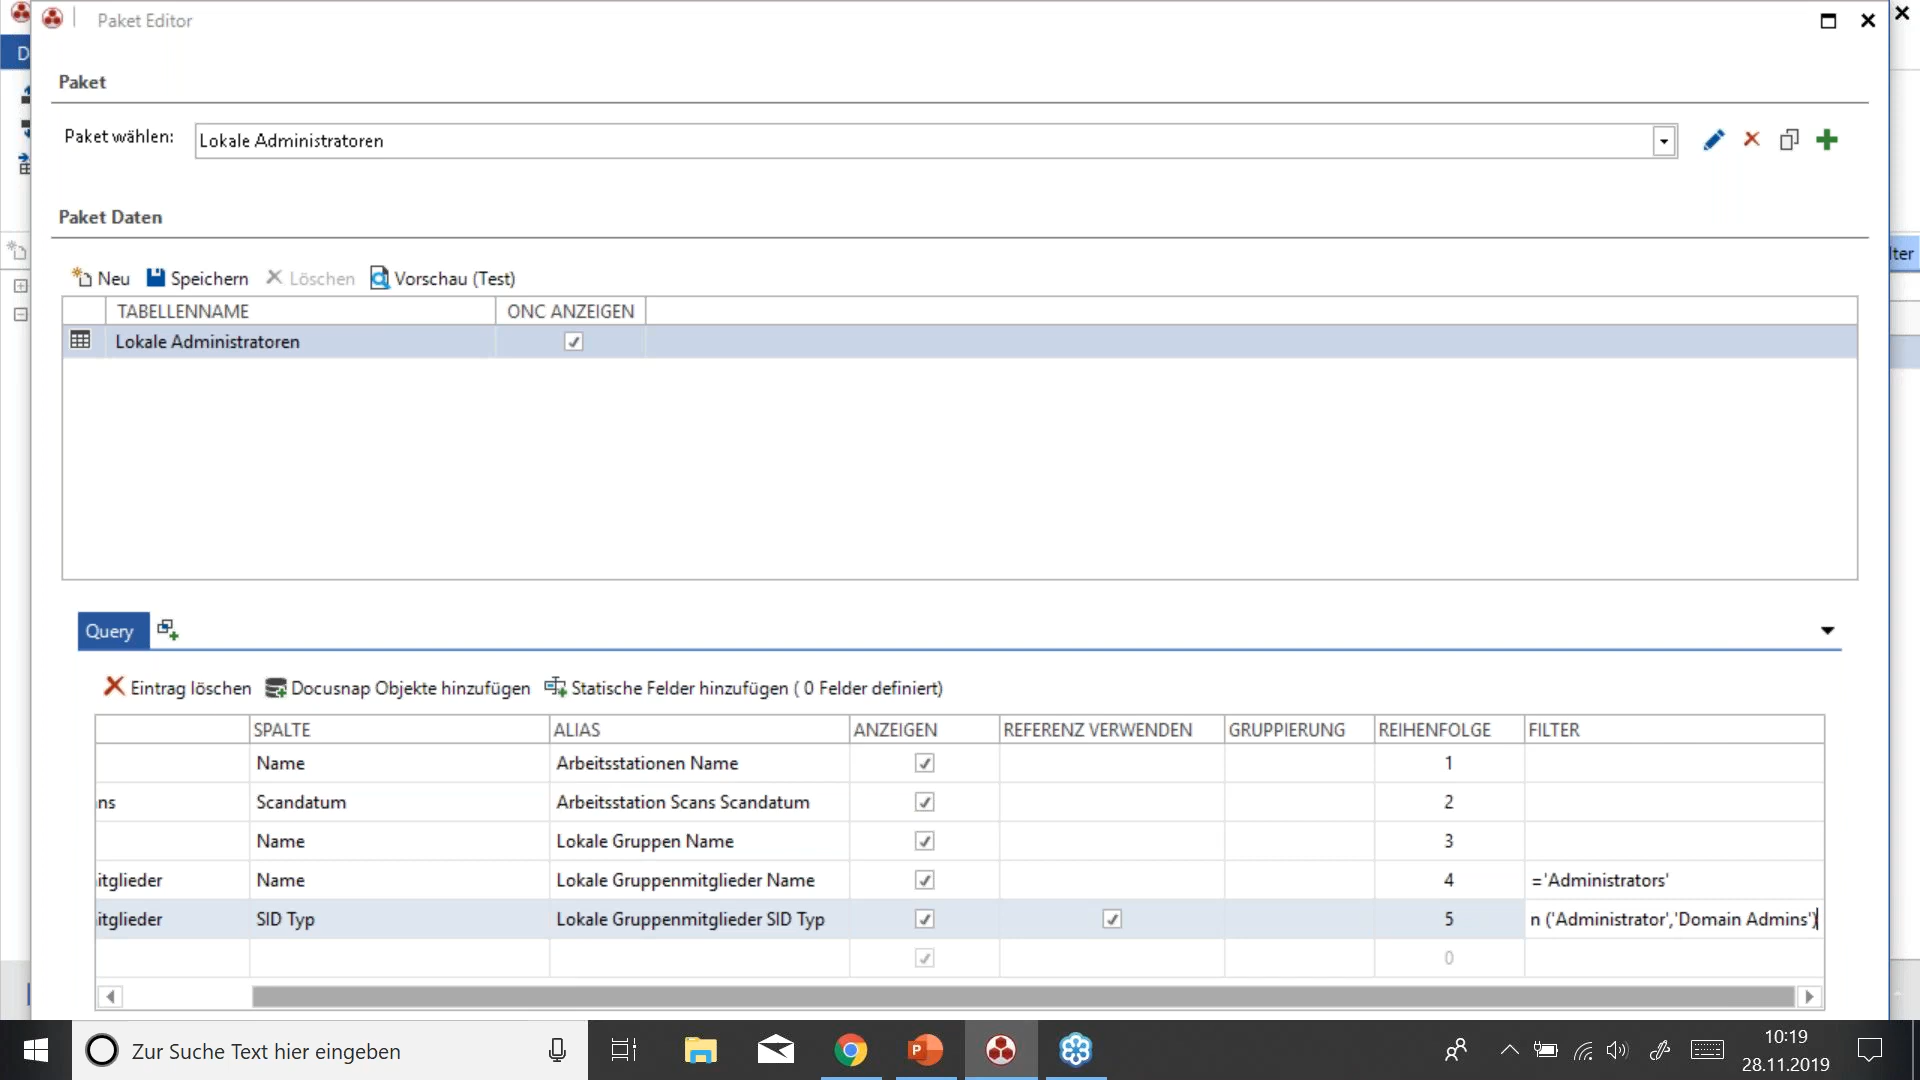 Paket Editor
Paket
Paket wählen: Lokale Administratoren
Paket Daten
Neu Speichern Löschen Vorschau (Test)
TABELLENNAME ONC ANZEIGEN
Lokale Administratoren
Query
Eintrag löschen Docusnap Objekte hinzufügen Statische Felder hinzufügen ( 0 Felder definiert)
SPALTE ALIAS ANZEIGEN REFERENZ VERWENDEN GRUPPIERUNG REIHENFOLGE FILTER
Name Arbeitsstationen Name 1
ns Scandatum Arbeitsstation Scans Scandatum 2
Name Lokale Gruppen Name 3
itglieder Name Lokale Gruppenmitglieder Name 4 ='Administrators'
itglieder SID Typ Lokale Gruppenmitglieder SID Typ 5 n ('Administrator','Domain Admins')
0
D
lter
Zur Suche Text hier eingeben
10:19
28.11.2019